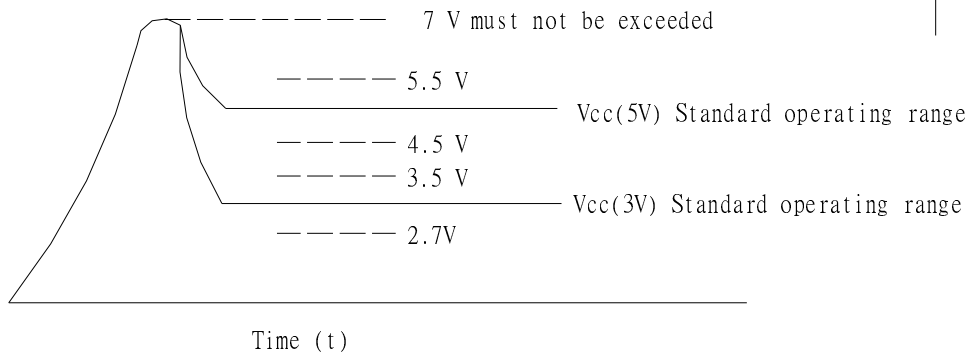 7 V must not be exceeded
5.5 V
Vcc(5V) Standard operating range
4.5 V
3.5 V
Vcc(3V) Standard operating range
2.7V
Time (t)